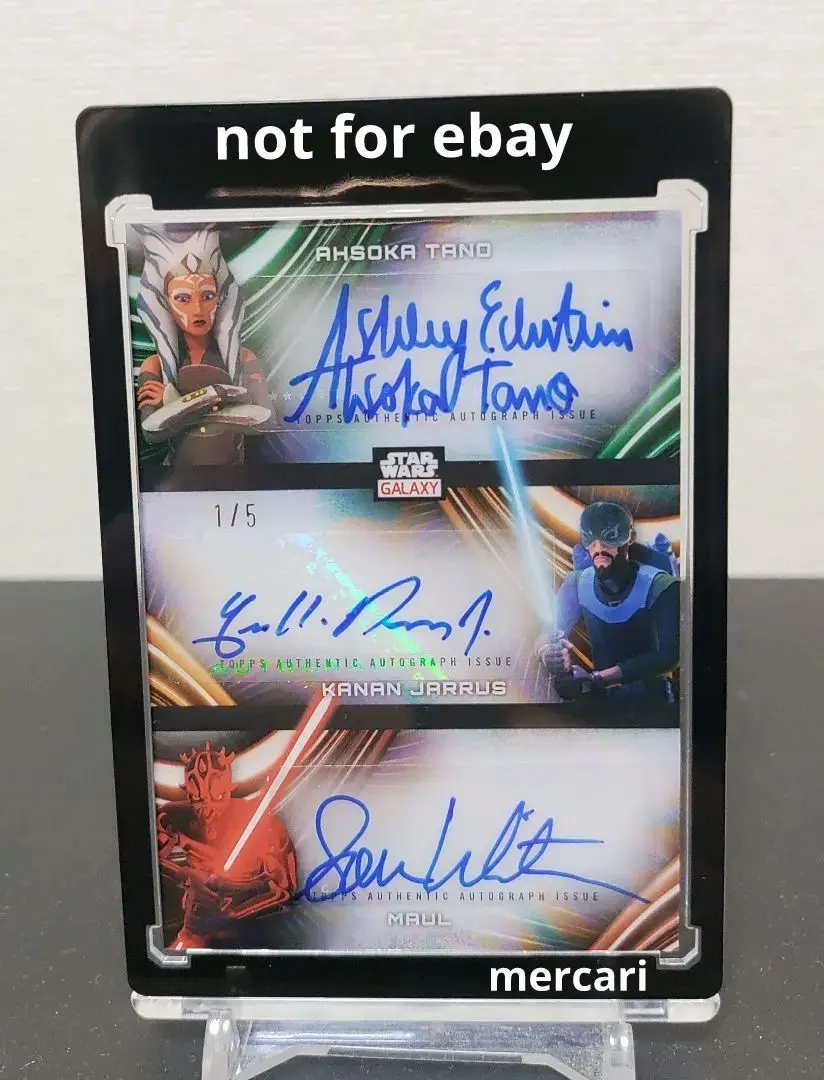 not for ebay
AHSOKA TANO
Ashley Eckstein
Ahsoka Tano
TOPPS AUTHENTIC AUTOGRAPH ISSUE
STAR
WARS
GALAXY
1/5
TOPPS AUTHENTIC AUTOGRAPH ISSUE
KANAN JARRUS
TOPPS AUTHENTIC AUTOGRAPH ISSUE
MAUL
mercari